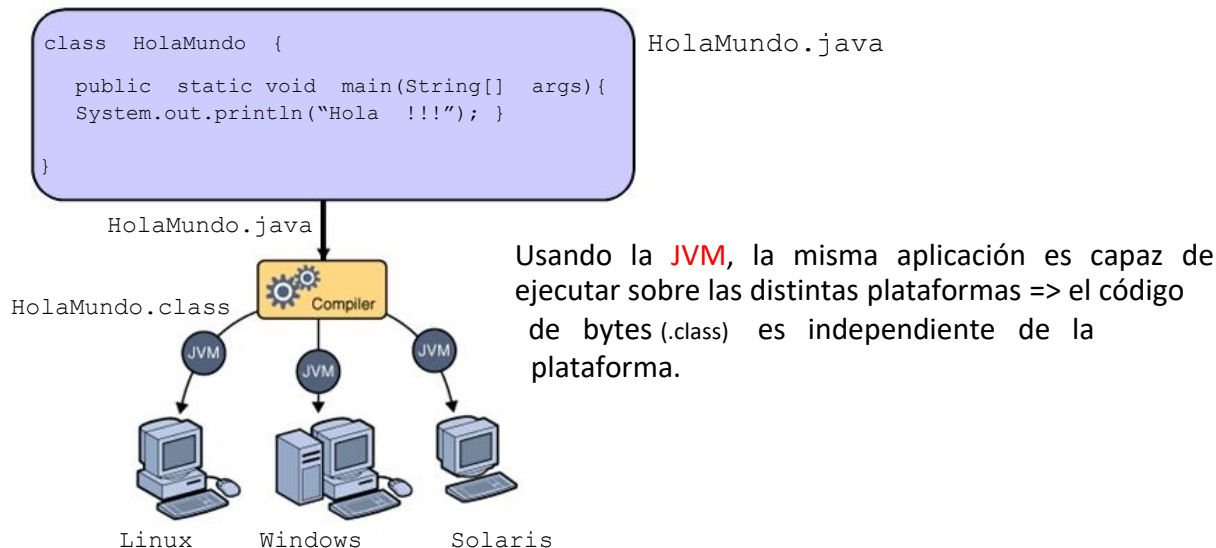 class HolaMundo {
public static void main(String[] args){
System.out.println(“Hola !!!”); }
}
HolaMundo.java
HolaMundo.java
Compiler
HolaMundo.class
JVM
JVM
JVM
Linux
Windows
Solaris
Usando la JVM, la misma aplicación es capaz de
ejecutar sobre las distintas plataformas => el código
de bytes (.class) es independiente de la
plataforma.